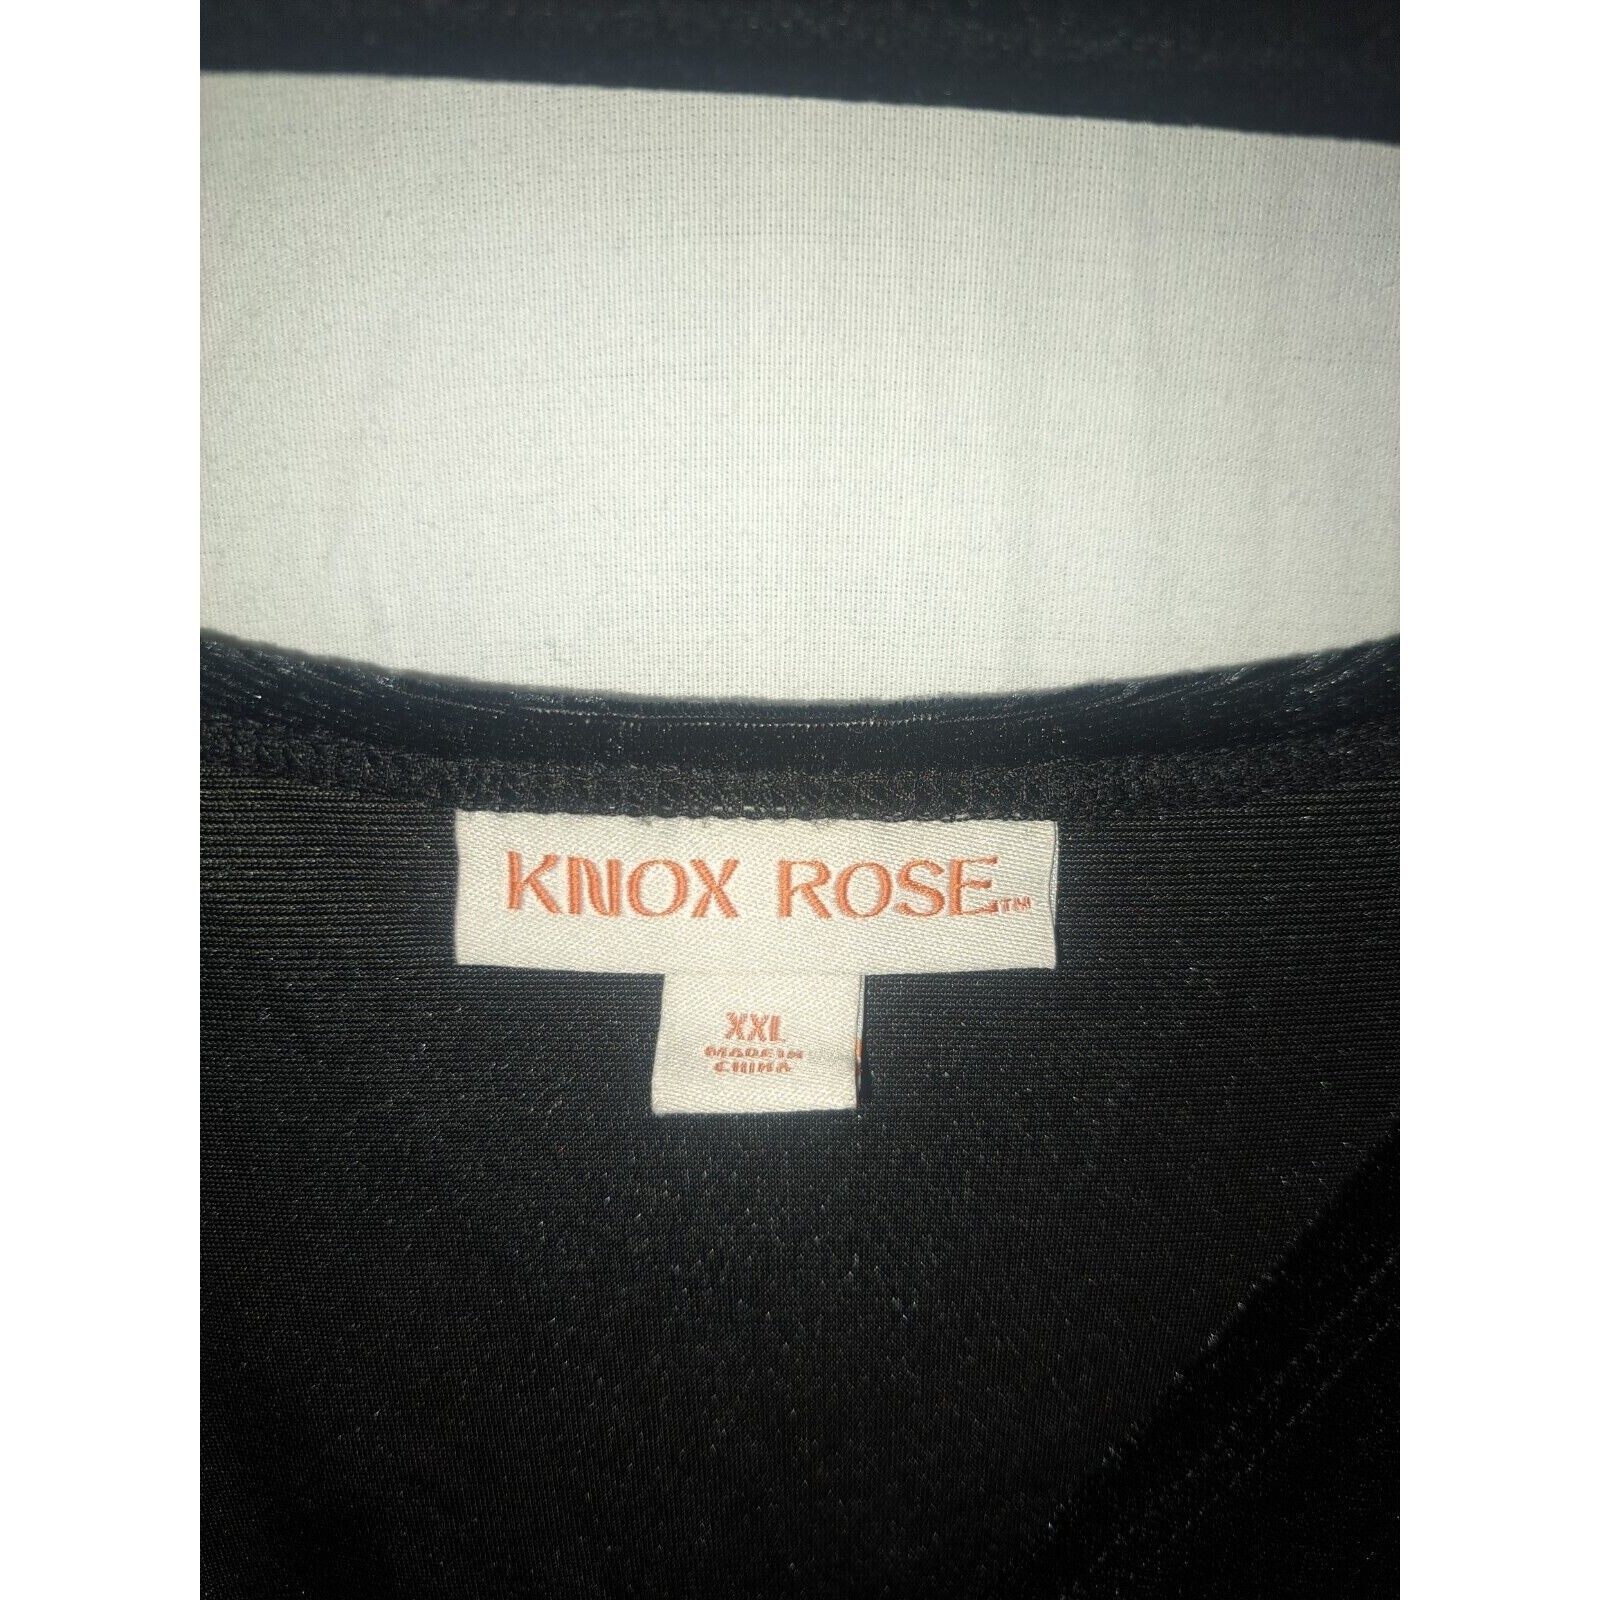 KNOX ROSE™
XXL
MADE IN
CHINA